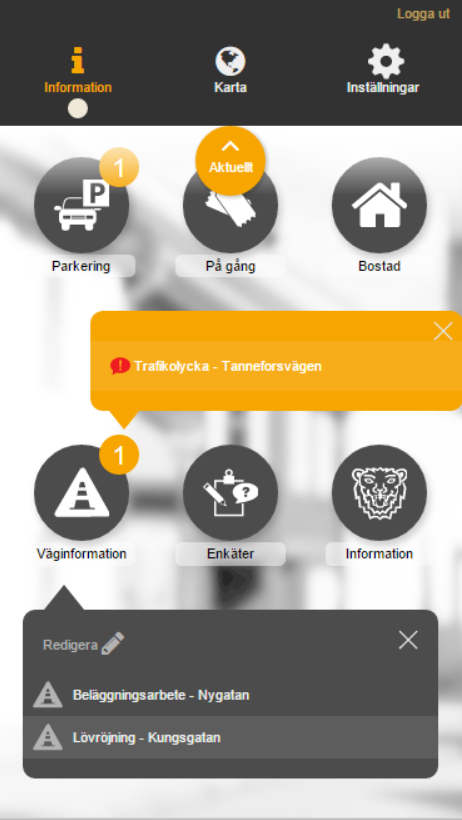 Logga ut
Information
Karta
Inställningar
Aktuellt
1
P
Parkering
På gång
Bostad
! Trafikolycka - Tanneforsvägen
1
?
Väginformation
Enkäter
Information
Redigera
Beläggningsarbete - Nygatan
Lövröjning - Kungsgatan